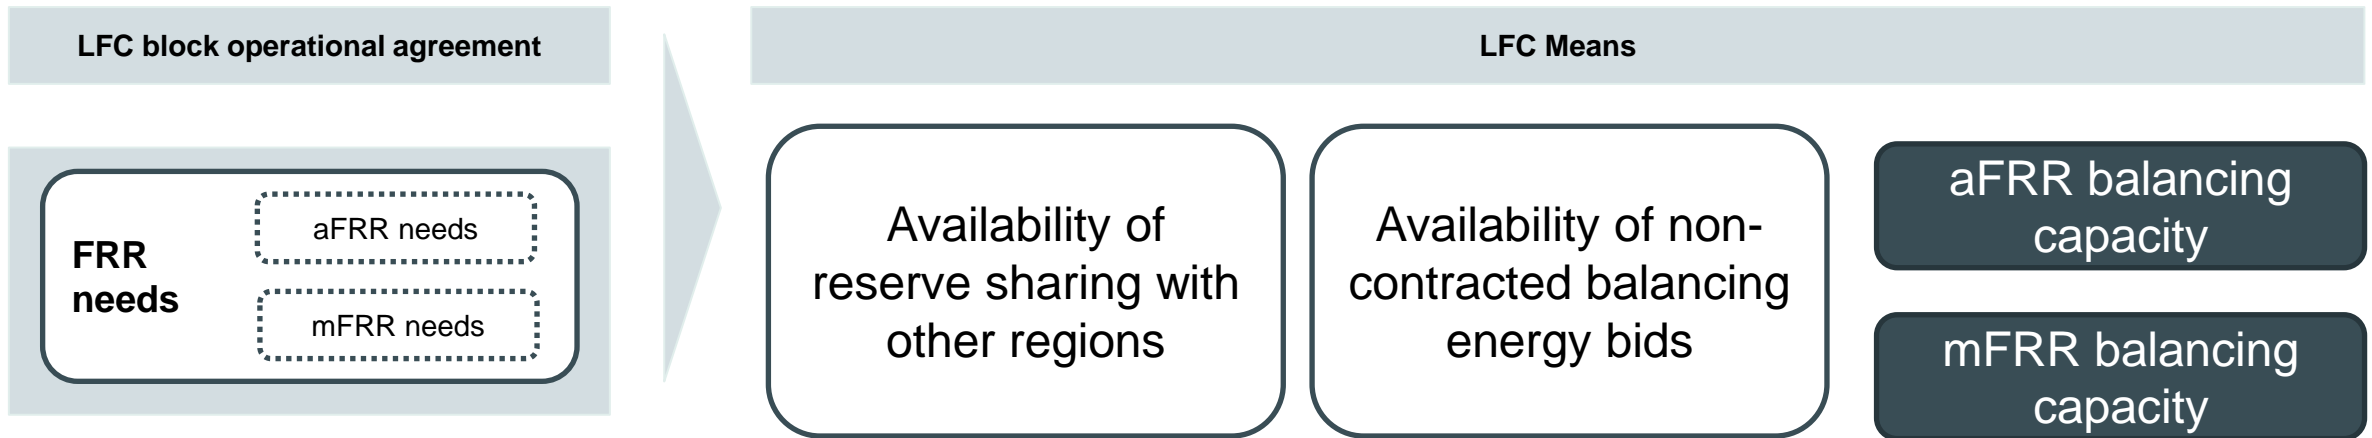 LFC block operational agreement
LFC Means
FRR
needs
aFRR needs
mFRR needs
Availability of
reserve sharing with
other regions
Availability of non-
contracted balancing
energy bids
aFRR balancing
capacity
mFRR balancing
capacity